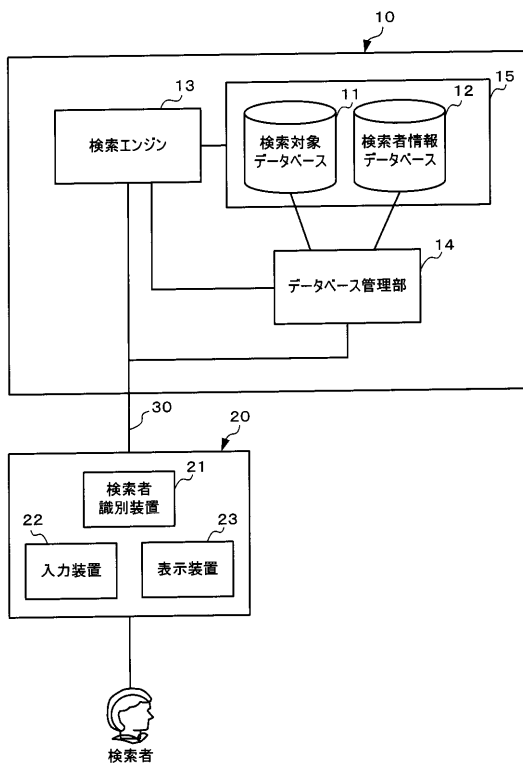 10
15
13
11
12
検索エンジン
検索対象
データベース
検索者情報
データベース
14
データベース管理部
30
20
21
検索者
識別装置
22
23
入力装置
表示装置
検索者